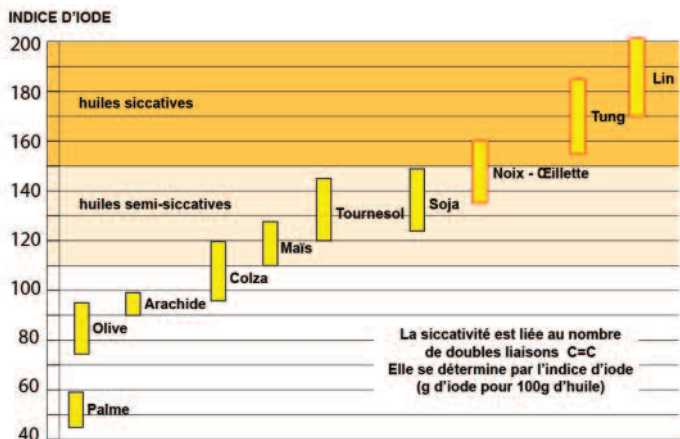 INDICE D'IODE
200
180
160
140
120
100
80
60
40
huiles siccatives
huiles semi-siccatives
Lin
Tung
Noix - Œillette
Soja
Tournesol
Maïs
Colza
Arachide
Olive
Palme
La siccativité est liée au nombre
de doubles liaisons C=C
Elle se détermine par l'indice d'iode
(g d'iode pour 100g d'huile)